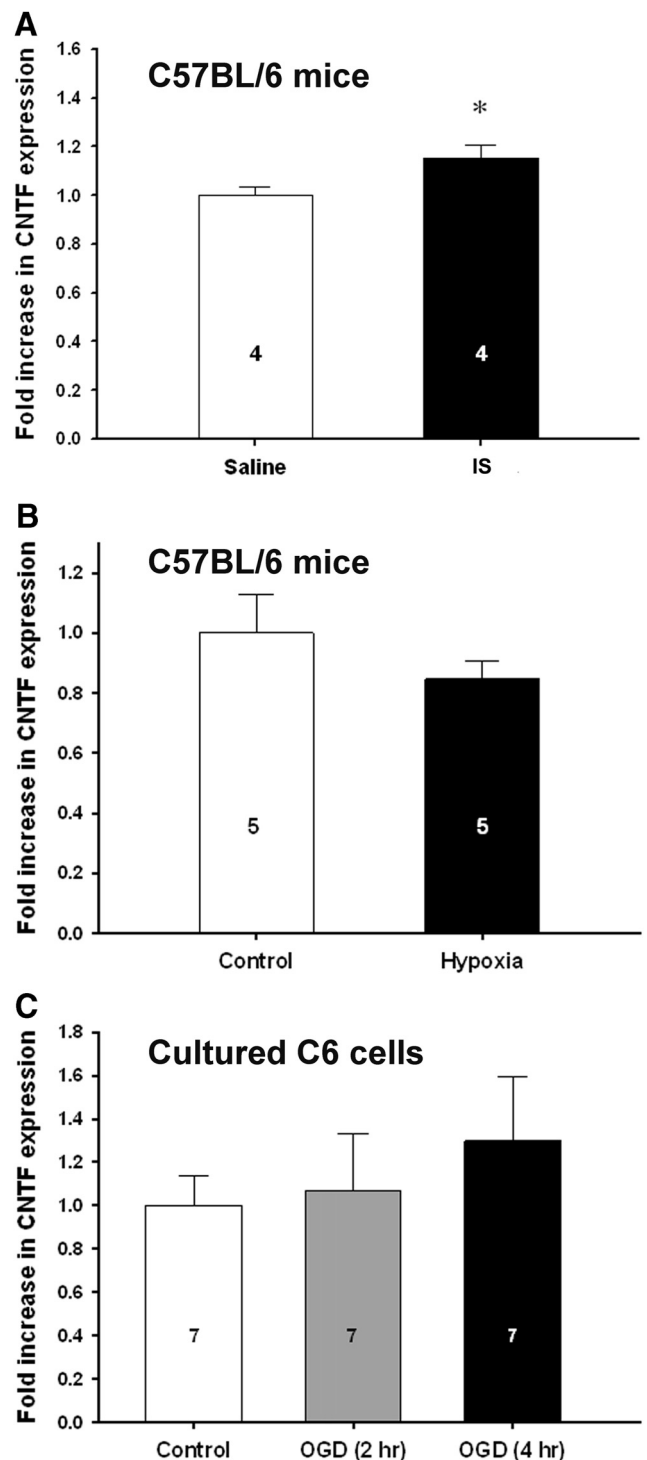 A
C57BL/6 mice
Fold increase in CNTF expression
1.6
1.4
1.2
1.0
0.8
0.6
0.4
0.2
0.0
*
4
4
Saline
IS
B
C57BL/6 mice
Fold increase in CNTF expression
1.2
1.0
0.8
0.6
0.4
0.2
0.0
5
5
Control
Hypoxia
C
Cultured C6 cells
Fold increase in CNTF expression
1.8
1.6
1.4
1.2
1.0
0.8
0.6
0.4
0.2
0.0
7
7
7
Control
OGD (2 hr)
OGD (4 hr)